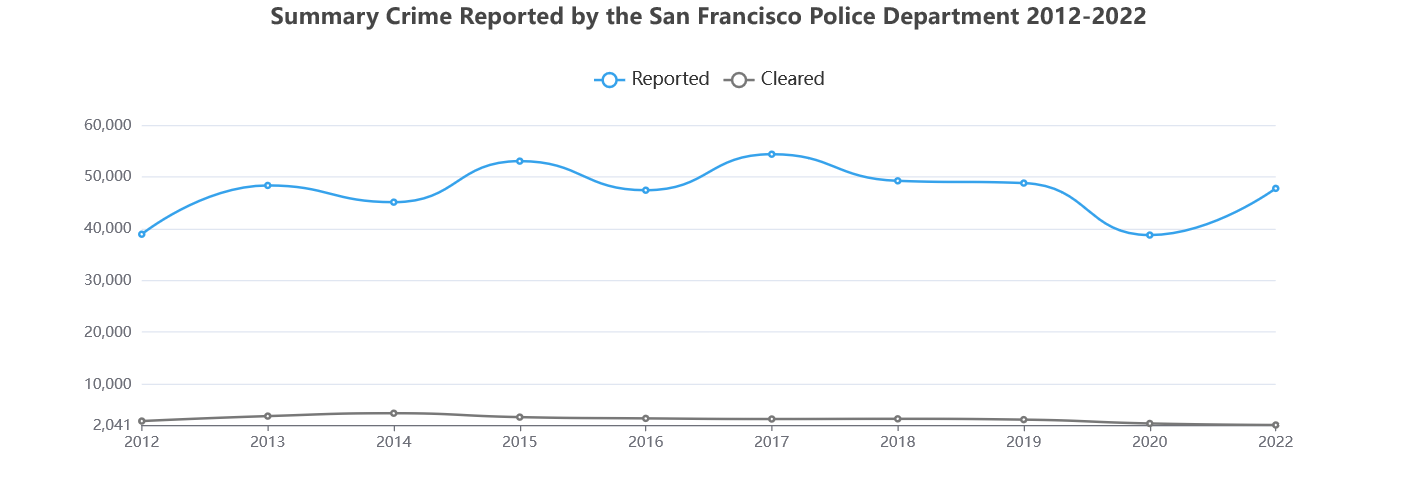 Summary Crime Reported by the San Francisco Police Department 2012-2022
Reported Cleared
60,000
50,000
40,000
30,000
20,000
10,000
2,041
2012 2013 2014 2015 2016 2017 2018 2019 2020 2022